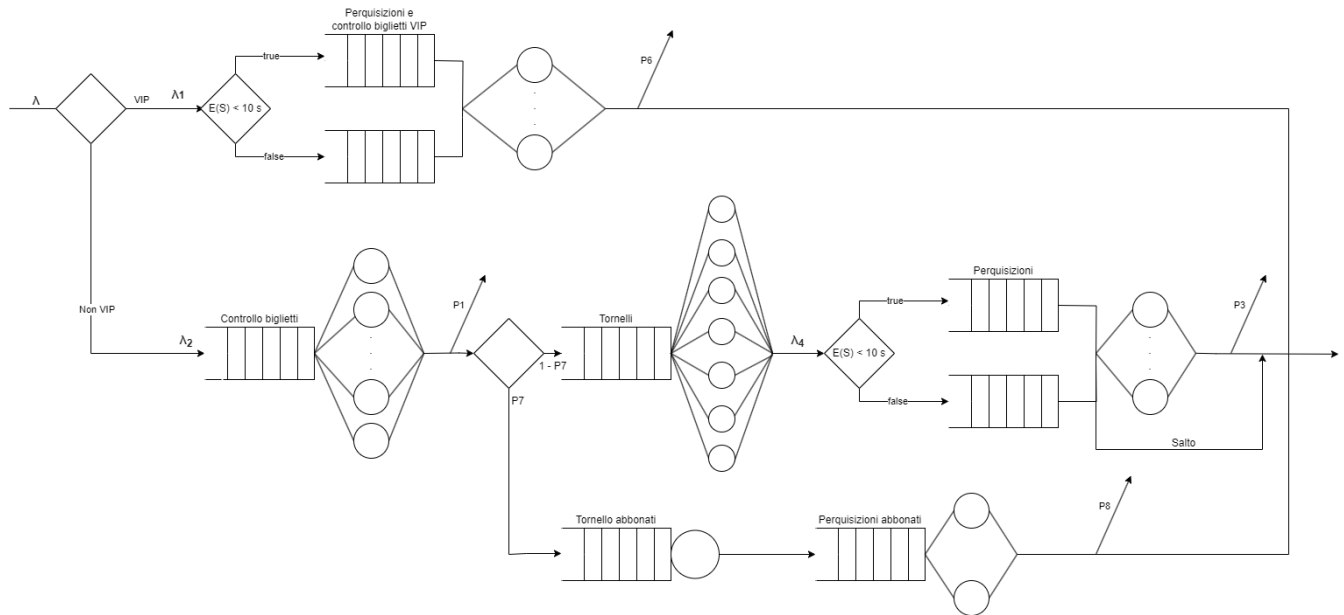 Perquisizioni e
controllo biglietti VIP
true
P6
λ
VIP
λ1
E(S) < 10 s
false
Non VIP
λ2
Controllo biglietti
P1
Tornelli
1 - P7
P7
λ4
true
E(S) < 10 s
false
Perquisizioni
P3
Salto
Tornello abbonati
Perquisizioni abbonati
P8